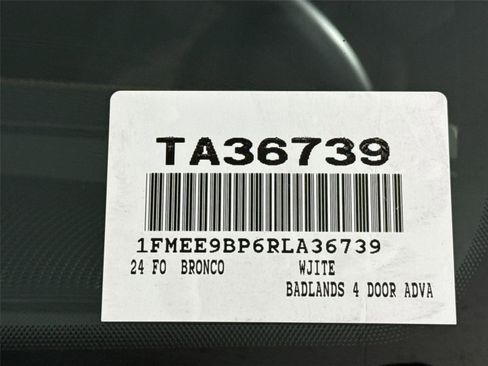 TA36739
1FMEE9BP6RLA36739
24 FO BRONCO WJITE
BADLANDS 4 DOOR ADVA